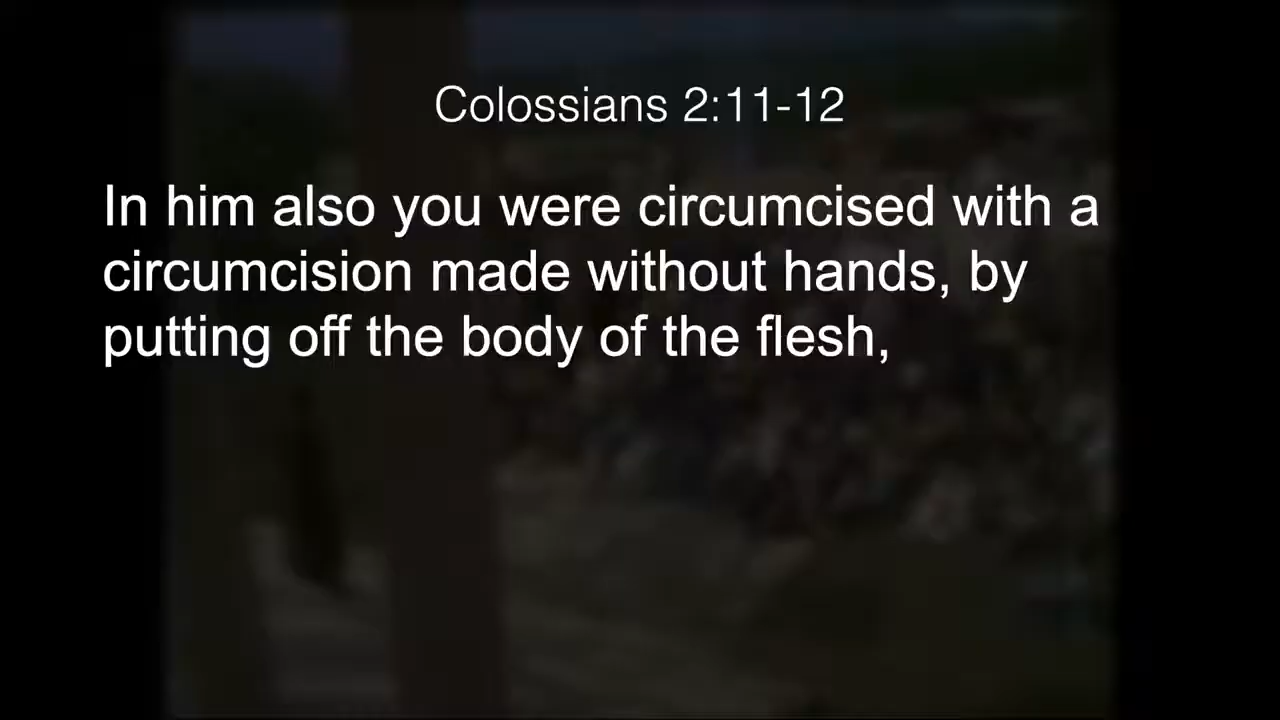 Colossians 2:11-12
In him also you were circumcised with a
circumcision made without hands, by
putting off the body of the flesh,